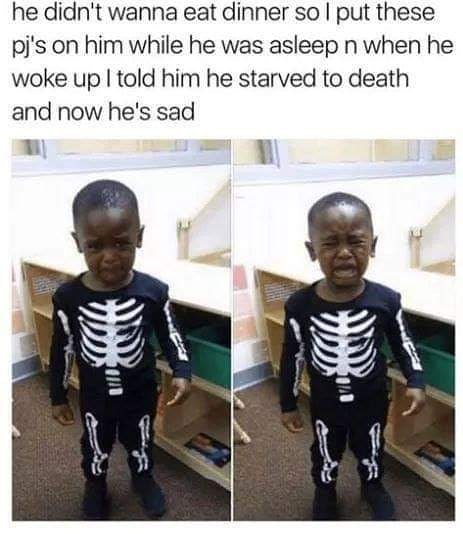 he didn't wanna eat dinner so I put these
pj's on him while he was asleep n when he
woke up I told him he starved to death
and now he's sad